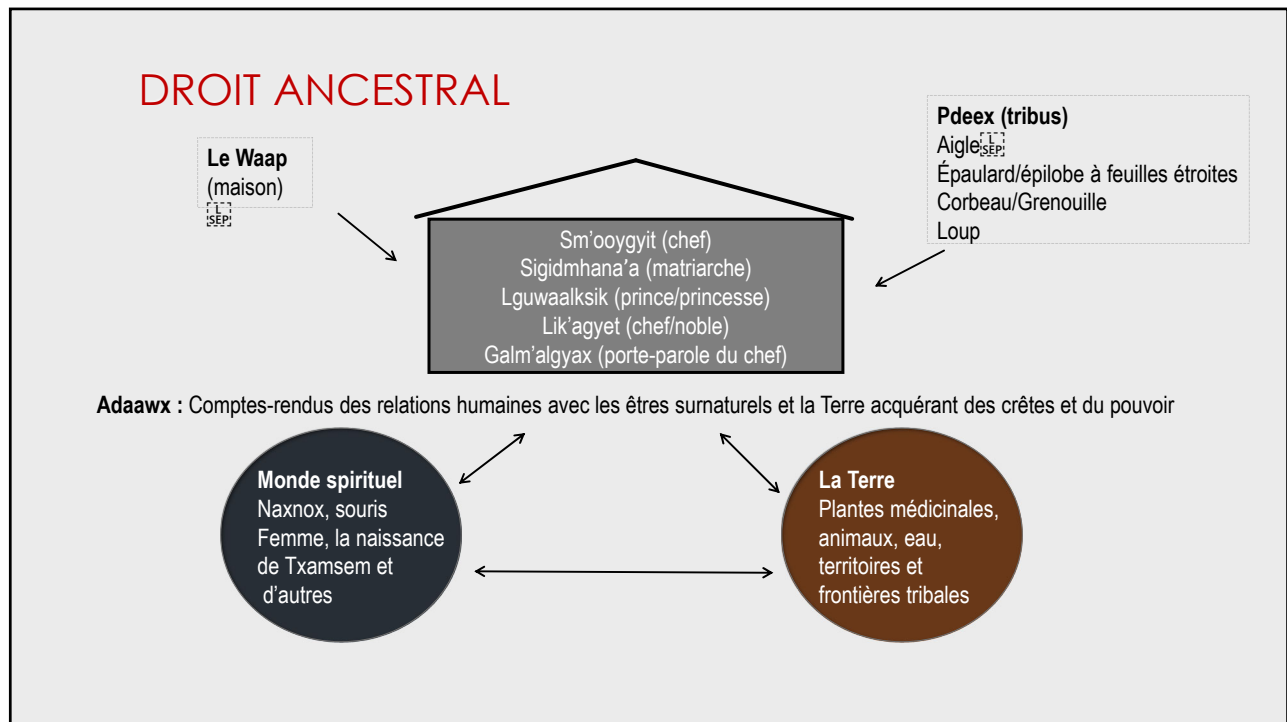 DROIT ANCESTRAL
Le Waap
(maison)
L SEP
Pdeex (tribus)
Aigle L SEP
Épaulard/épilobe à feuilles étroites
Corbeau/Grenouille
Loup
Sm'ooygyit (chef)
Sigidmhana'a (matriarche)
Lguwaalksik (prince/princesse)
Lik'agyet (chef/noble)
Galm'algyax (porte-parole du chef)
Adaawx : Comptes-rendus des relations humaines avec les êtres surnaturels et la Terre acquérant des crêtes et du pouvoir
Monde spirituel
Naxnox, souris
Femme, la naissance
de Txamsem et
d'autres
La Terre
Plantes médicinales,
animaux, eau,
territoires et
frontières tribales